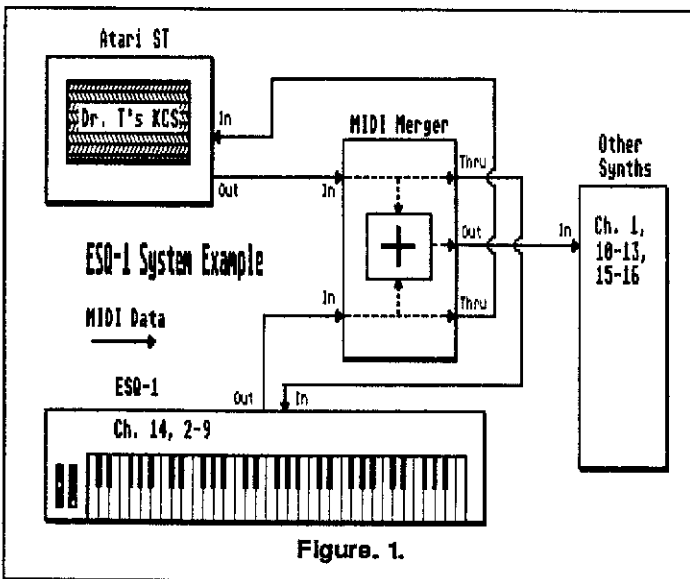 Atari ST
Dr. T's KCS
In
Out
MIDI Merger
In
Thru
Out
In
Thru
Other
Synths
In
Ch. 1,
10-13,
15-16
ESQ-1 System Example
MIDI Data
ESQ-1
Out
In
Ch. 14, 2-9
Figure. 1.